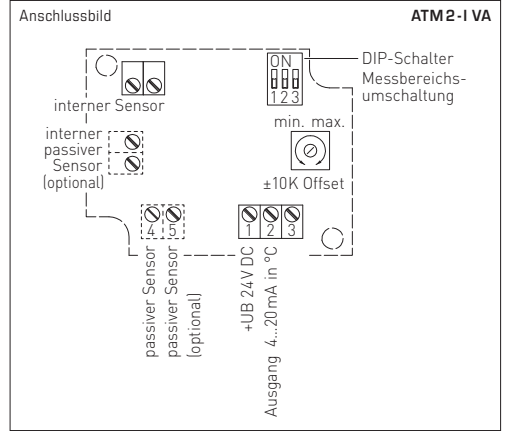 Anschlussbild
ATM 2 - I VA
ON
1 2 3
DIP-Schalter
Messbereichs-
umschaltung
interner Sensor
min. max.
interner
passiver
Sensor
(optional)
±10K Offset
4 5
1 2 3
passiver Sensor
passiver Sensor
(optional)
+UB 24V DC
Ausgang 4...20mA in °C